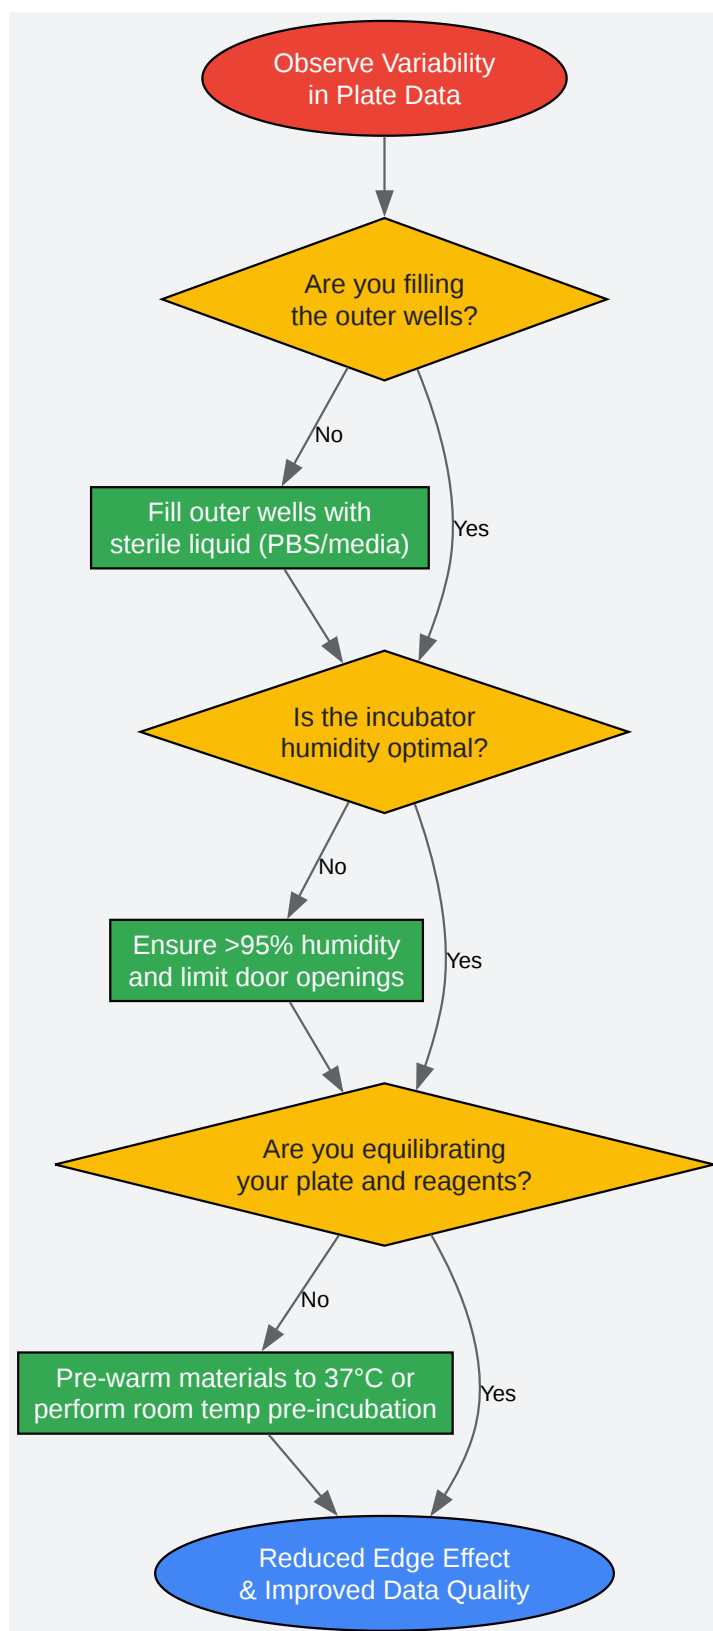 Observe Variability
in Plate Data
Are you filling
the outer wells?
No
Fill outer wells with
sterile liquid (PBS/media)
Yes
Is the incubator
humidity optimal?
No
Ensure >95% humidity
and limit door openings
Yes
Are you equilibrating
your plate and reagents?
No
Pre-warm materials to 37°C or
perform room temp pre-incubation
Yes
Reduced Edge Effect
& Improved Data Quality